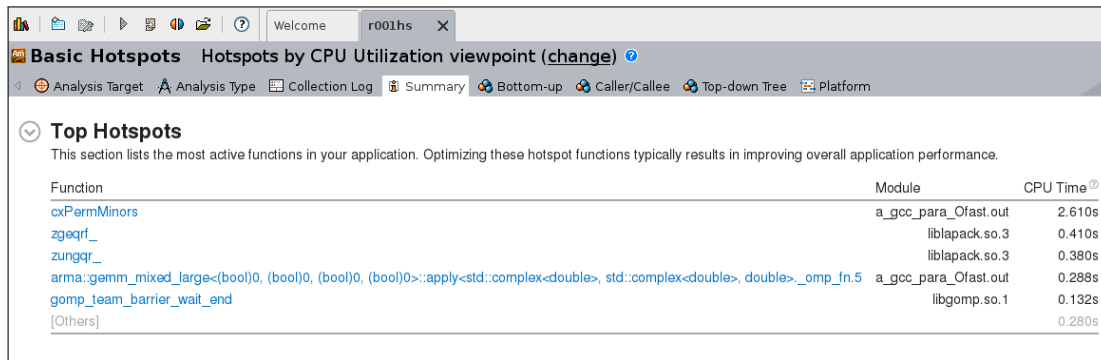 Welcome r001hs
Basic Hotspots Hotspots by CPU Utilization viewpoint (change)
Analysis Target Analysis Type Collection Log Summary Bottom-up Caller/Callee Top-down Tree Platform
Top Hotspots
This section lists the most active functions in your application. Optimizing these hotspot functions typically results in improving overall application performance.
Function Module CPU Time
cxPermMinors a_gcc_para_Ofast.out 2.610s
zgeqrf_ liblapack.so.3 0.410s
zungqr_ liblapack.so.3 0.380s
arma::gemm_mixed_large<(bool)0, (bool)0, (bool)0, (bool)0>::apply<std::complex<double>, std::complex<double>, double>._omp_fn.5 a_gcc_para_Ofast.out 0.288s
gomp_team_barrier_wait_end libgomp.so.1 0.132s
[Others] 0.280s